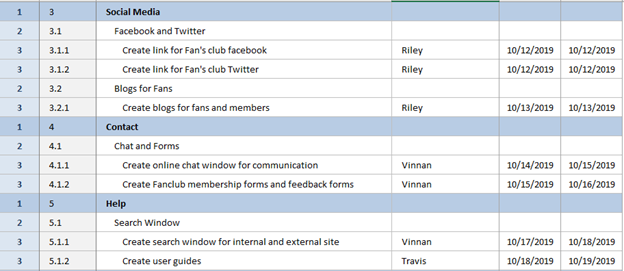 1 3 Social Media
2 3.1 Facebook and Twitter
3 3.1.1 Create link for Fan's club facebook Riley 10/12/2019 10/12/2019
3 3.1.2 Create link for Fan's club Twitter Riley 10/12/2019 10/12/2019
2 3.2 Blogs for Fans
3 3.2.1 Create blogs for fans and members Riley 10/13/2019 10/13/2019
1 4 Contact
2 4.1 Chat and Forms
3 4.1.1 Create online chat window for communication Vinnan 10/14/2019 10/15/2019
3 4.1.2 Create Fanclub membership forms and feedback forms Vinnan 10/15/2019 10/16/2019
1 5 Help
2 5.1 Search Window
3 5.1.1 Create search window for internal and external site Vinnan 10/17/2019 10/18/2019
3 5.1.2 Create user guides Travis 10/18/2019 10/19/2019